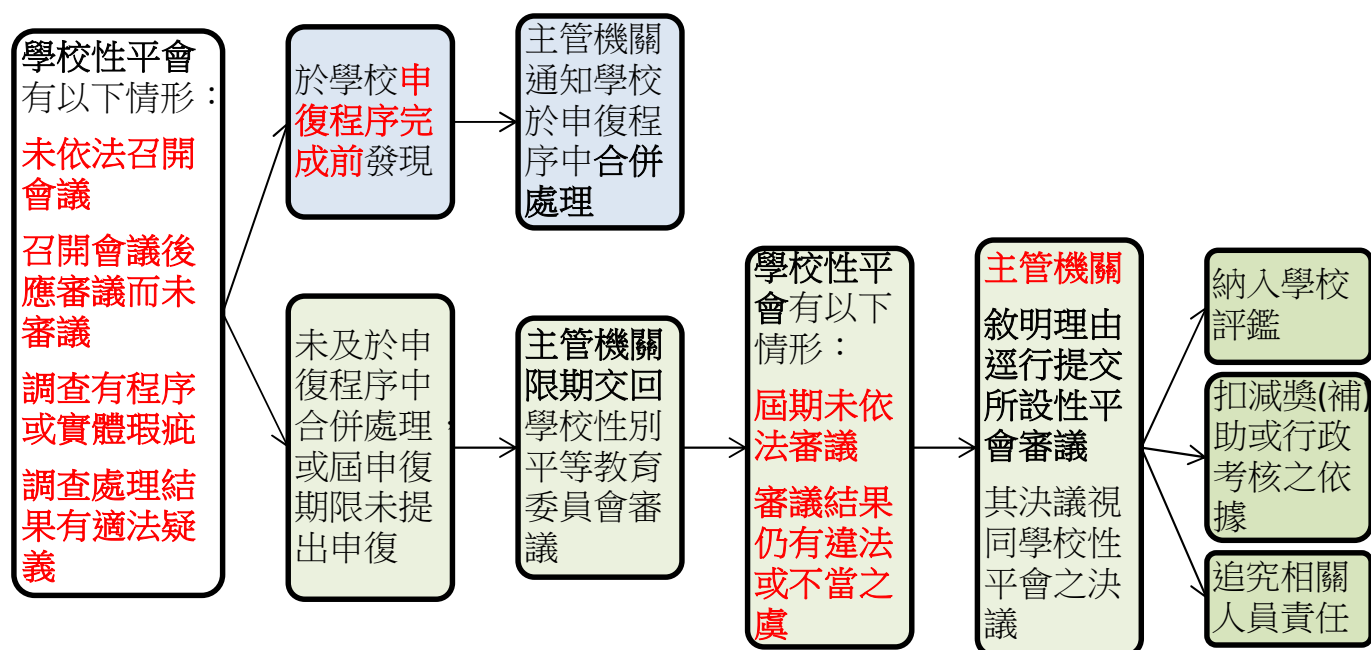 學校性平會
有以下情形：
未依法召開
會議
召開會議後
應審議而未
審議
調查有程序
或實體瑕疵
調查處理結
果有適法疑
義
於學校申
復程序完
成前發現
主管機關
通知學校
於申復程
序中合併
處理
未及於申
復程序中
合併處理，
或屆申復
期限未提
出申復
主管機關
限期交回
學校性別
平等教育
委員會審
議
學校性平
會有以下
情形：
屆期未依
法審議
審議結果
仍有違法
或不當之
虞
主管機關
敘明理由
逕行提交
所設性平
會審議
其決議視
同學校性
平會之決
議
納入學校
評鑑
扣減獎(補)
助或行政
考核之依
據
追究相關
人員責任